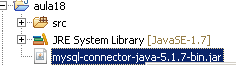 aula18
src
JRE System Library [JavaSE-1.7]
mysql-connector-java-5.1.7-bin.jar